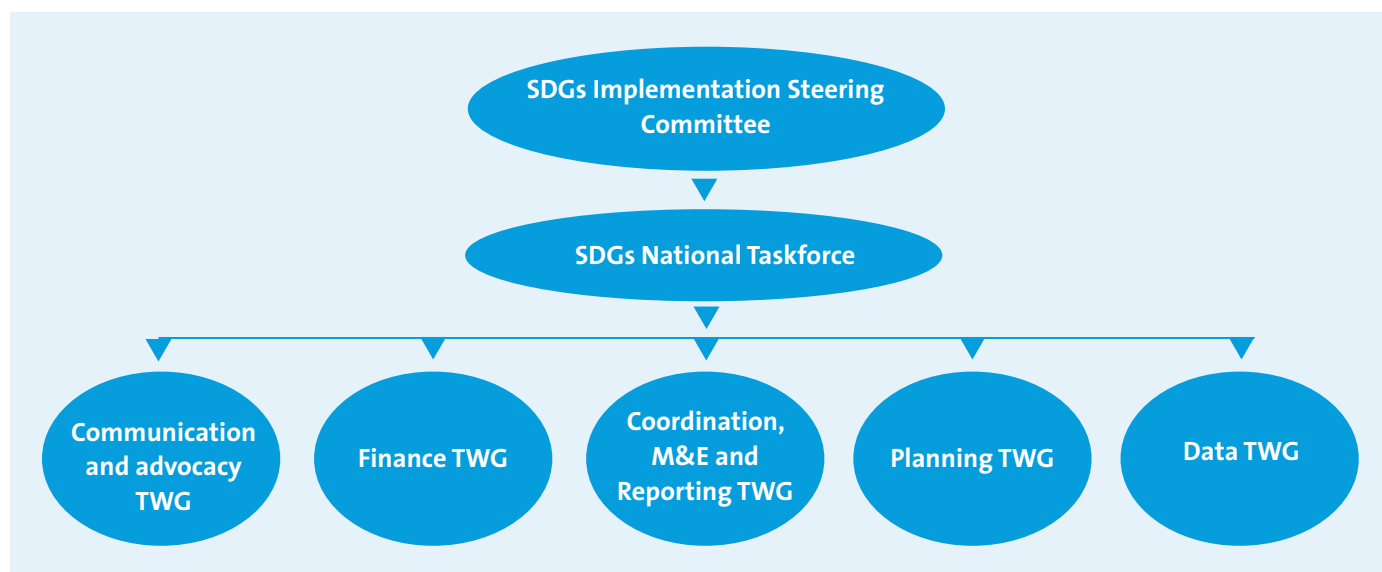 SDGs Implementation Steering
Committee
SDGs National Taskforce
Communication
and advocacy
TWG
Finance TWG
Coordination,
M&E and
Reporting TWG
Planning TWG
Data TWG